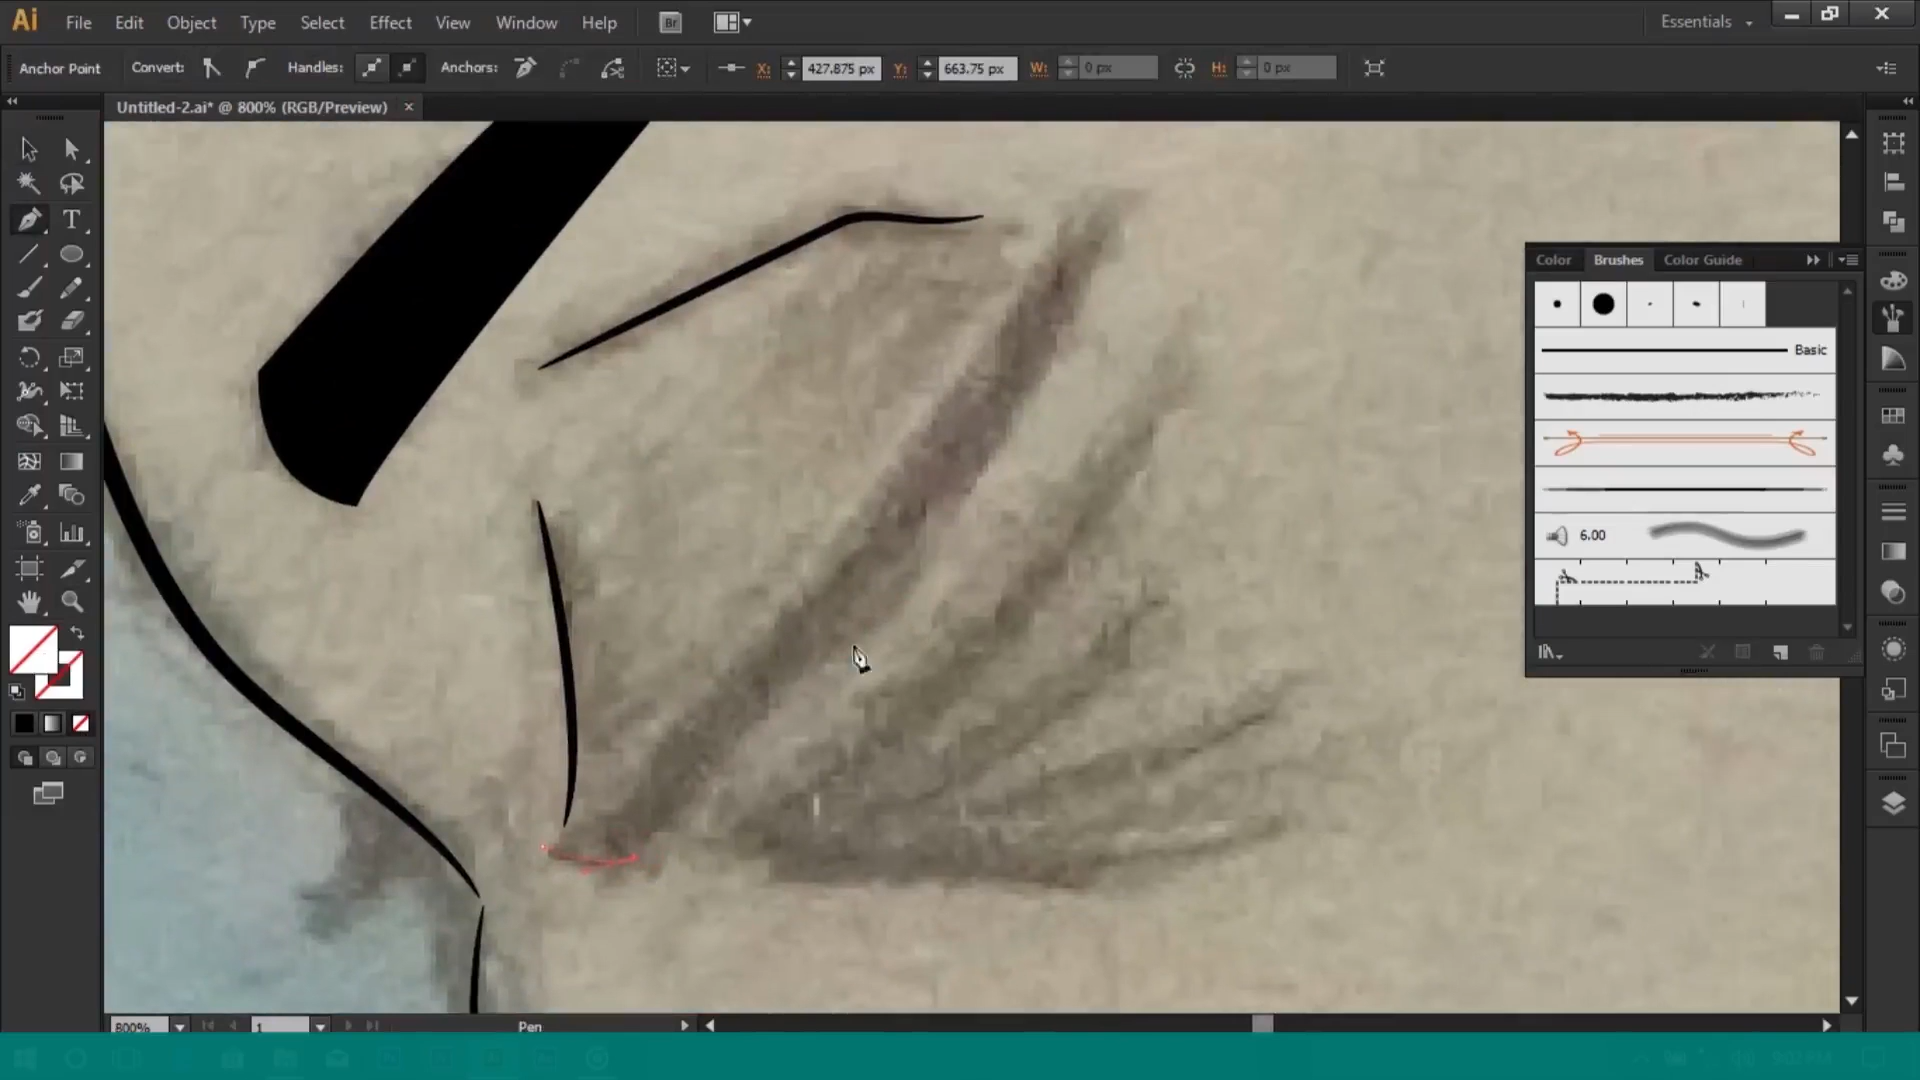 Ai File Edit Object Type Select Effect View Window Help Br Essentials
Anchor Point Convert: Handles: Anchors: X: 427.875 px Y: 663.75 px W: 0 px H: 0 px
Untitled-2.ai* @ 800% (RGB/Preview) ×
Color Brushes Color Guide
Basic
6.00
800% 1 Pen